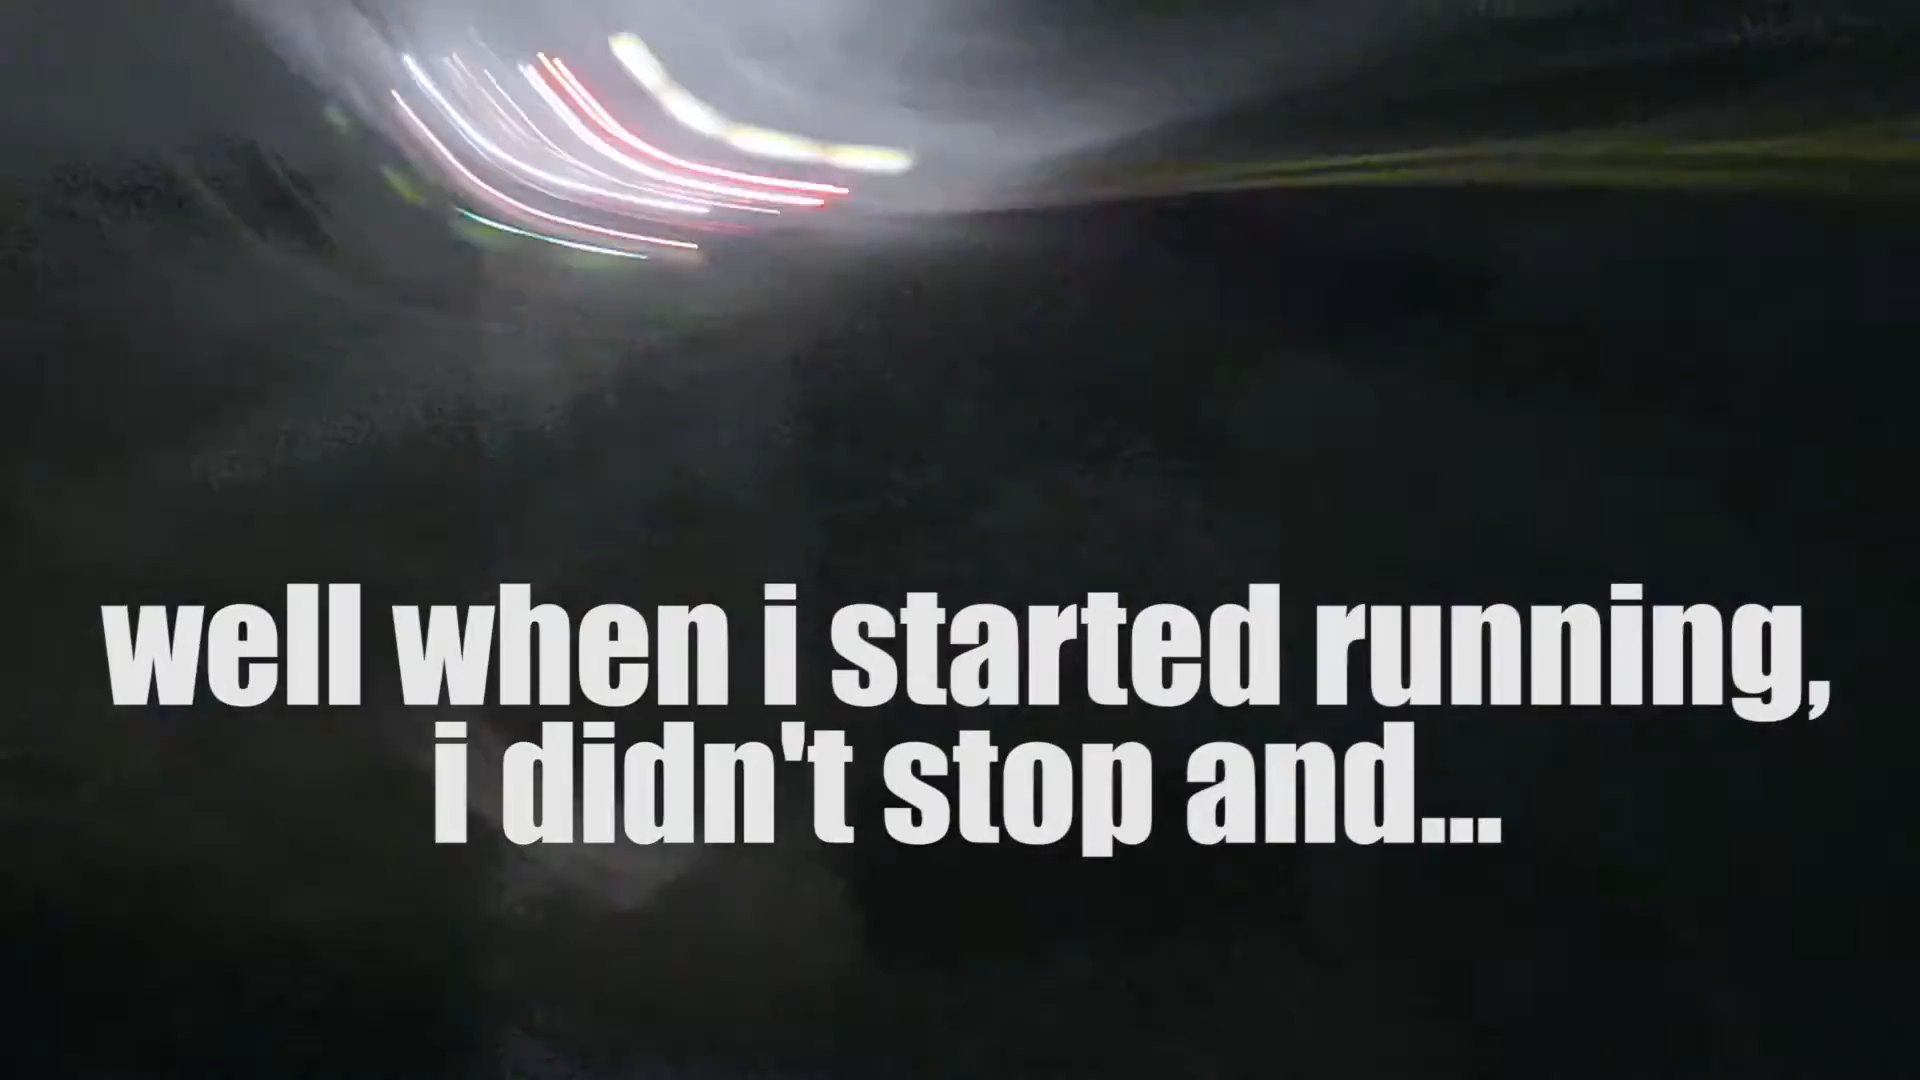 well when i started running,
i didn't stop and...